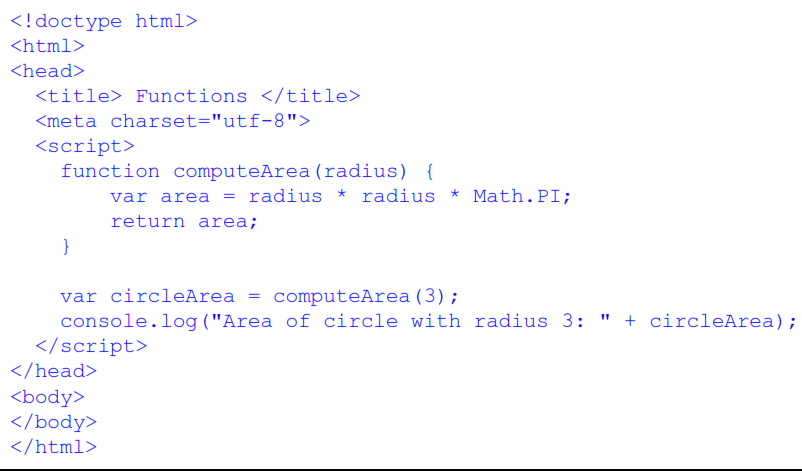 <!doctype html>
<html>
<head>
  <title> Functions </title>
  <meta charset="utf-8">
  <script>
    function computeArea(radius) {
        var area = radius * radius * Math.PI;
        return area;
    }

    var circleArea = computeArea(3);
    console.log("Area of circle with radius 3: " + circleArea);
  </script>
</head>
<body>
</body>
</html>